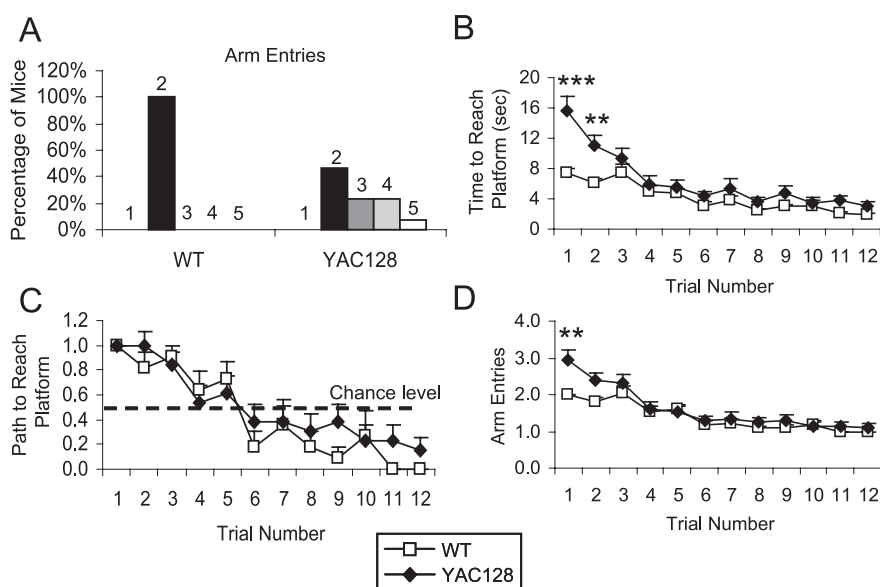 A
Arm Entries
Percentage of Mice
120%
100%
80%
60%
40%
20%
0%
1 2 3 4 5
1 2 3 4 5
WT YAC128
B
Time to Reach
Platform (sec)
20
16
12
8
4
0
***
**
1 2 3 4 5 6 7 8 9 10 11 12
Trial Number
C
Path to Reach
Platform
1.2
1.0
0.8
0.6
0.4
0.2
0.0
Chance level
1 2 3 4 5 6 7 8 9 10 11 12
Trial Number
D
Arm Entries
4.0
3.0
2.0
1.0
0.0
**
1 2 3 4 5 6 7 8 9 10 11 12
Trial Number
WT
YAC128